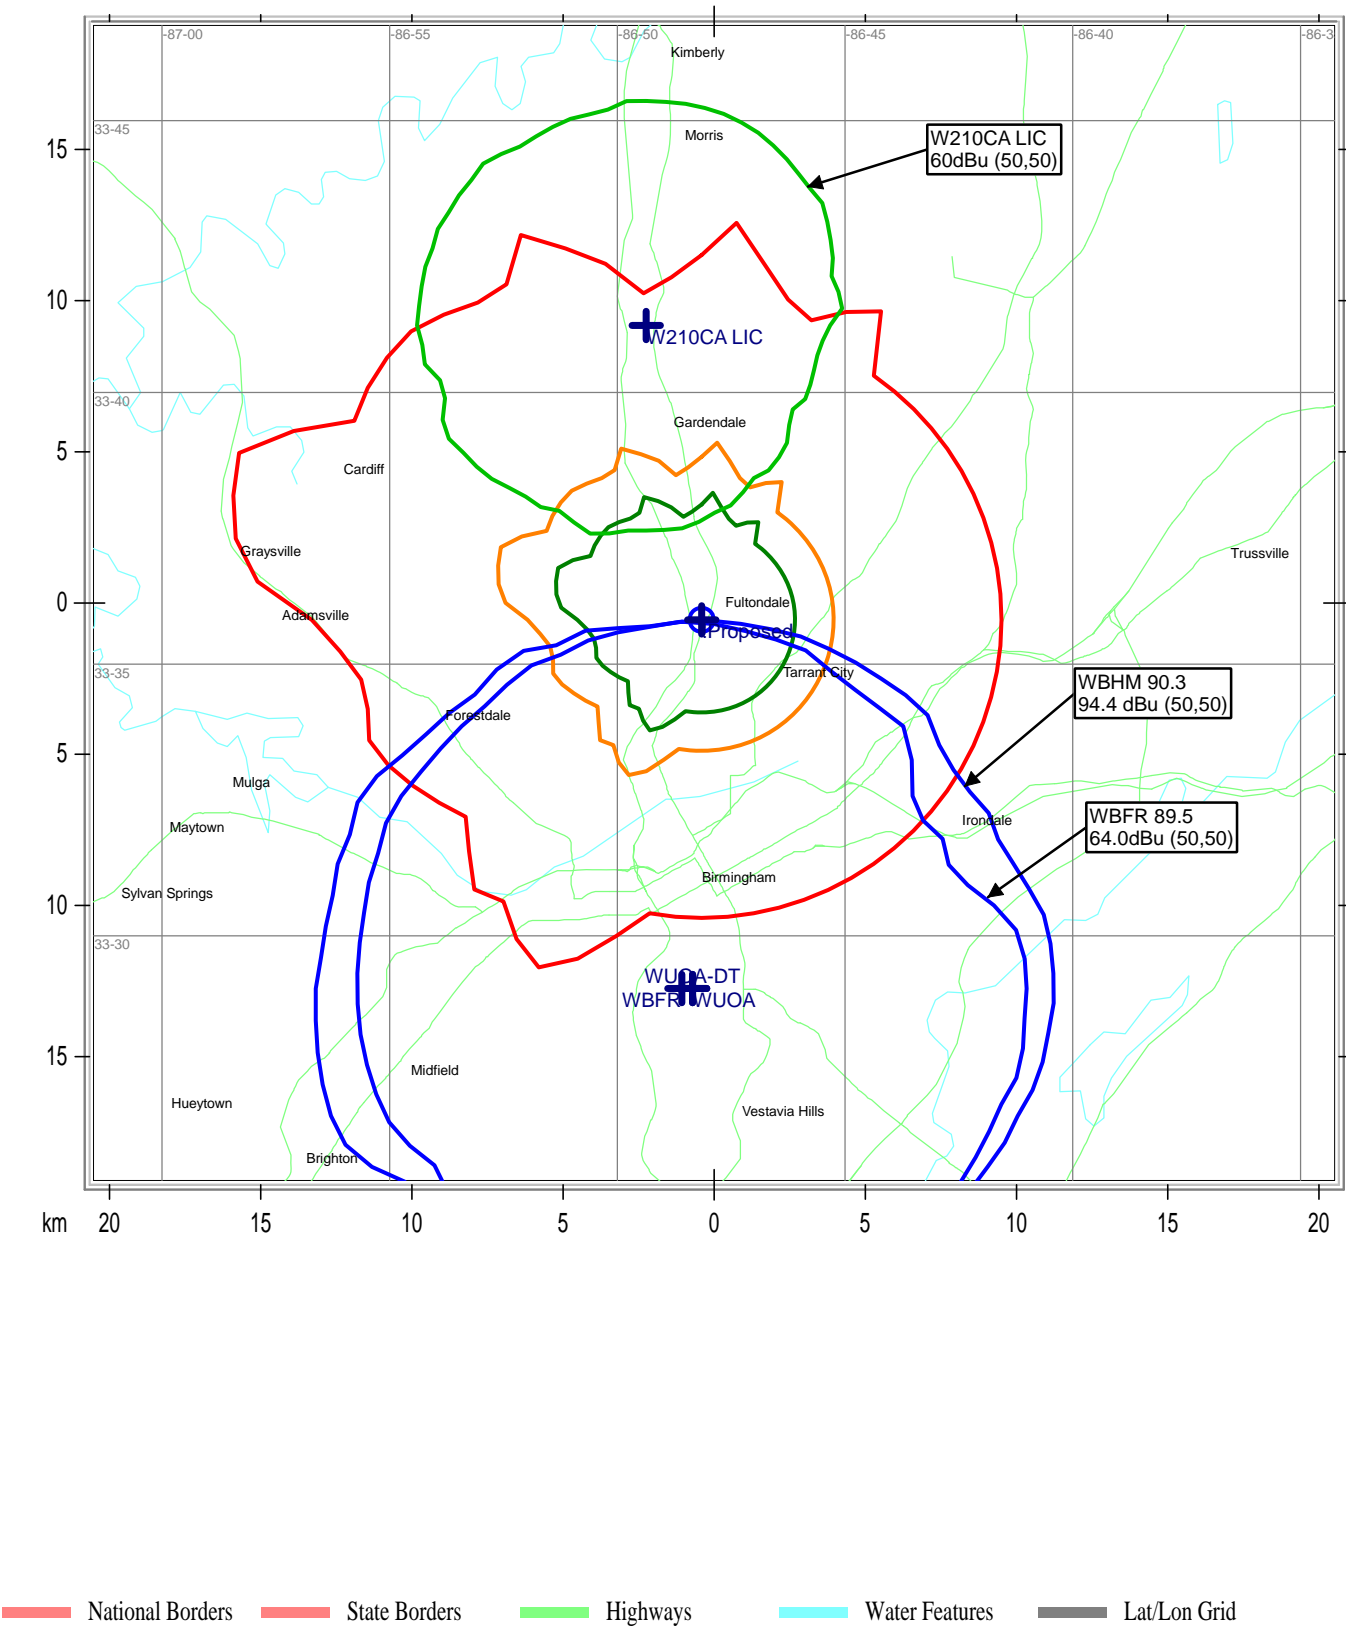 -87-00
-86-55
-86-50
-86-45
-86-40
-86-3
Kimberly
33-45
Morris
W210CA LIC
60dBu (50,50)
15
10
W210CA LIC
33-40
Gardendale
5
Cardiff
Graysville
Trussville
0
Fultondale
Adamsville
Proposed
33-35
Tarrant City
WBHM 90.3
94.4 dBu (50,50)
Forestdale
5
Mulga
WBFR 89.5
64.0dBu (50,50)
Irondale
Maytown
Birmingham
Sylvan Springs
10
33-30
WUOA-DT
WBFR WUOA
15
Midfield
Hueytown
Vestavia Hills
Brighton
km 20 15 10 5 0 5 10 15 20
National Borders State Borders Highways Water Features Lat/Lon Grid